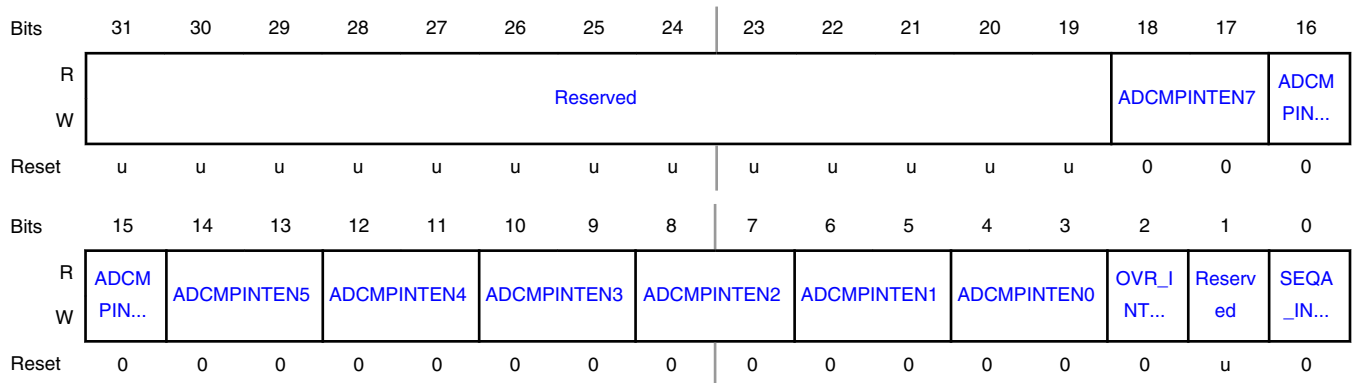 Bits 31 30 29 28 27 26 25 24 23 22 21 20 19 18 17 16
R
W
Reserved ADCMPINTEN7 ADCM
PIN...
Reset u u u u u u u u u u u u u 0 0 0
Bits 15 14 13 12 11 10 9 8 7 6 5 4 3 2 1 0
R
W
ADCM
PIN... ADCMPINTEN5 ADCMPINTEN4 ADCMPINTEN3 ADCMPINTEN2 ADCMPINTEN1 ADCMPINTEN0 OVR_I
NT... Reserv
ed SEQA
_IN...
Reset 0 0 0 0 0 0 0 0 0 0 0 0 0 0 u 0